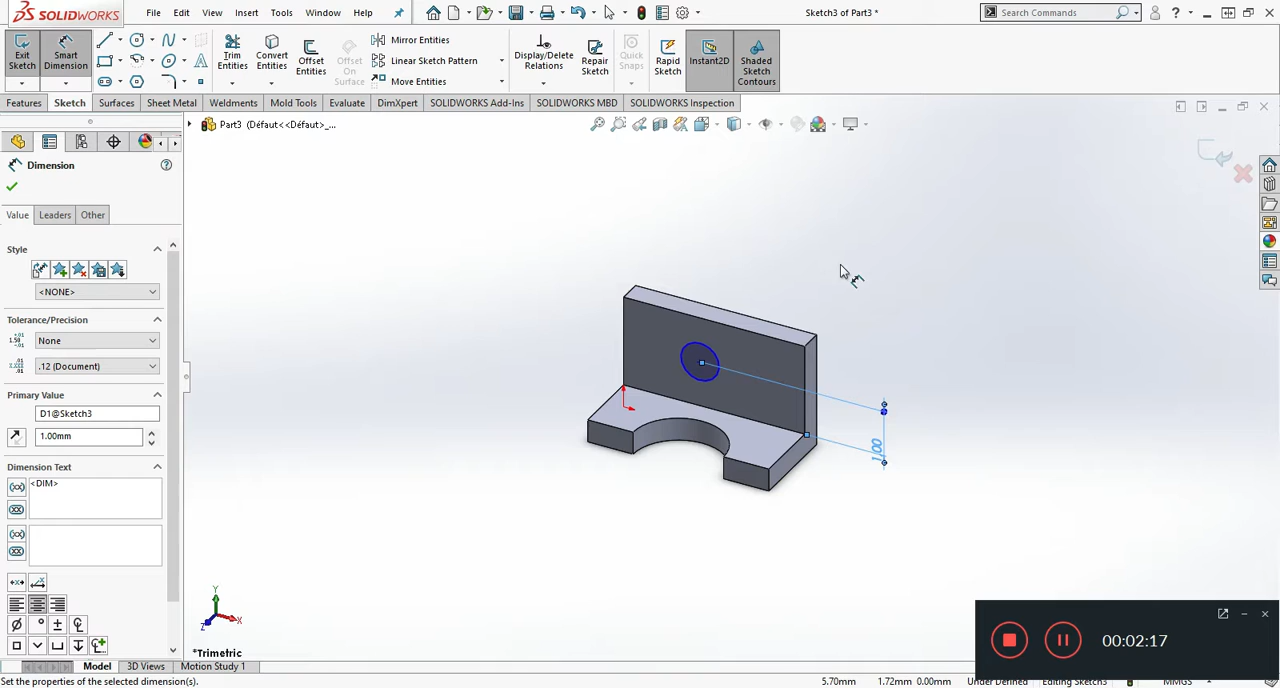 SOLIDWORKS File Edit View Insert Tools Window Help Sketch3 of Part3 * Search Commands ?
Exit Sketch Smart Dimension Trim Entities Convert Entities Offset Entities Offset On Surface Mirror Entities Linear Sketch Pattern Move Entities Display/Delete Relations Repair Sketch Quick Snaps Rapid Sketch Instant2D Shaded Sketch Contours
Features Sketch Surfaces Sheet Metal Weldments Mold Tools Evaluate DimXpert SOLIDWORKS Add-Ins SOLIDWORKS MBD SOLIDWORKS Inspection
Part3 (Défaut<<Défaut>_...
Dimension
Value Leaders Other
Style
<NONE>
Tolerance/Precision
None
.12 (Document)
Primary Value
D1@Sketch3
1.00mm
Dimension Text
<DIM>
1.00
Y
X
Z
*Trimetric
00:02:17
Model 3D Views Motion Study 1
Set the properties of the selected dimension(s). 5.70mm 1.72mm 0.00mm Under Defined Editing Sketch3 MMGS